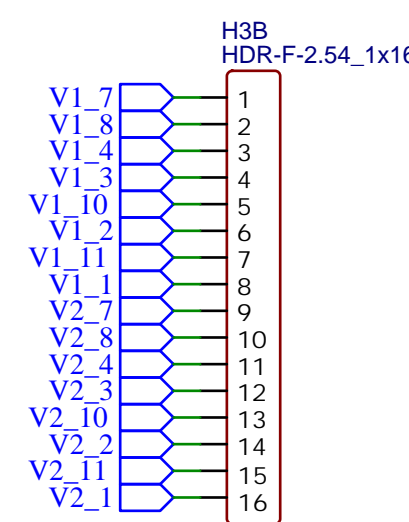 H3B
HDR-F-2.54_1x16
V1_7 1
V1_8 2
V1_4 3
V1_3 4
V1_10 5
V1_2 6
V1_11 7
V1_1 8
V2_7 9
V2_8 10
V2_4 11
V2_3 12
V2_10 13
V2_2 14
V2_11 15
V2_1 16